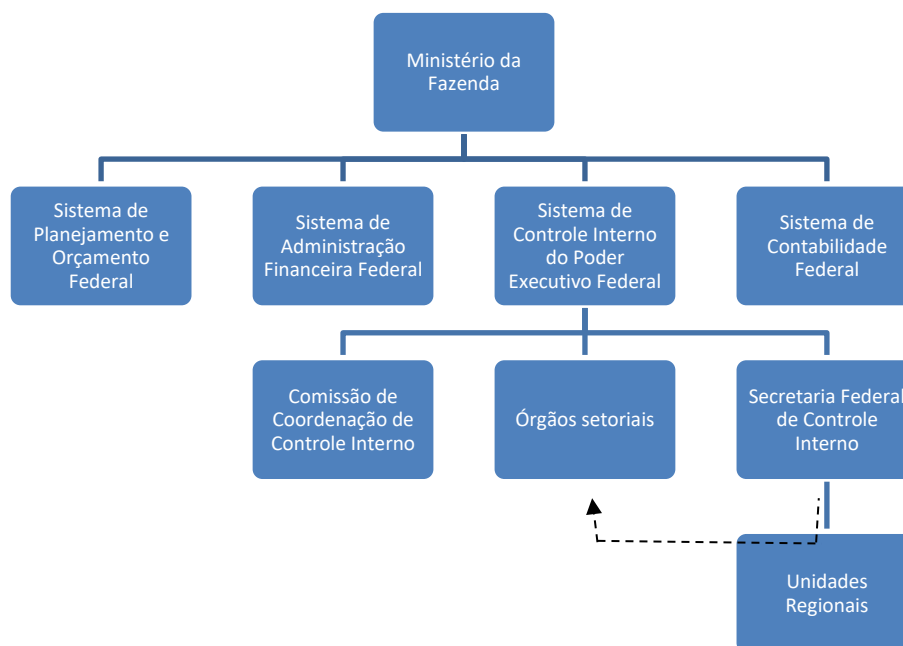 Ministério da
Fazenda
Sistema de
Planejamento e
Orçamento
Federal
Sistema de
Administração
Financeira Federal
Sistema de
Controle Interno
do Poder
Executivo Federal
Sistema de
Contabilidade
Federal
Comissão de
Coordenação de
Controle Interno
Órgãos setoriais
Secretaria Federal
de Controle
Interno
Unidades
Regionais